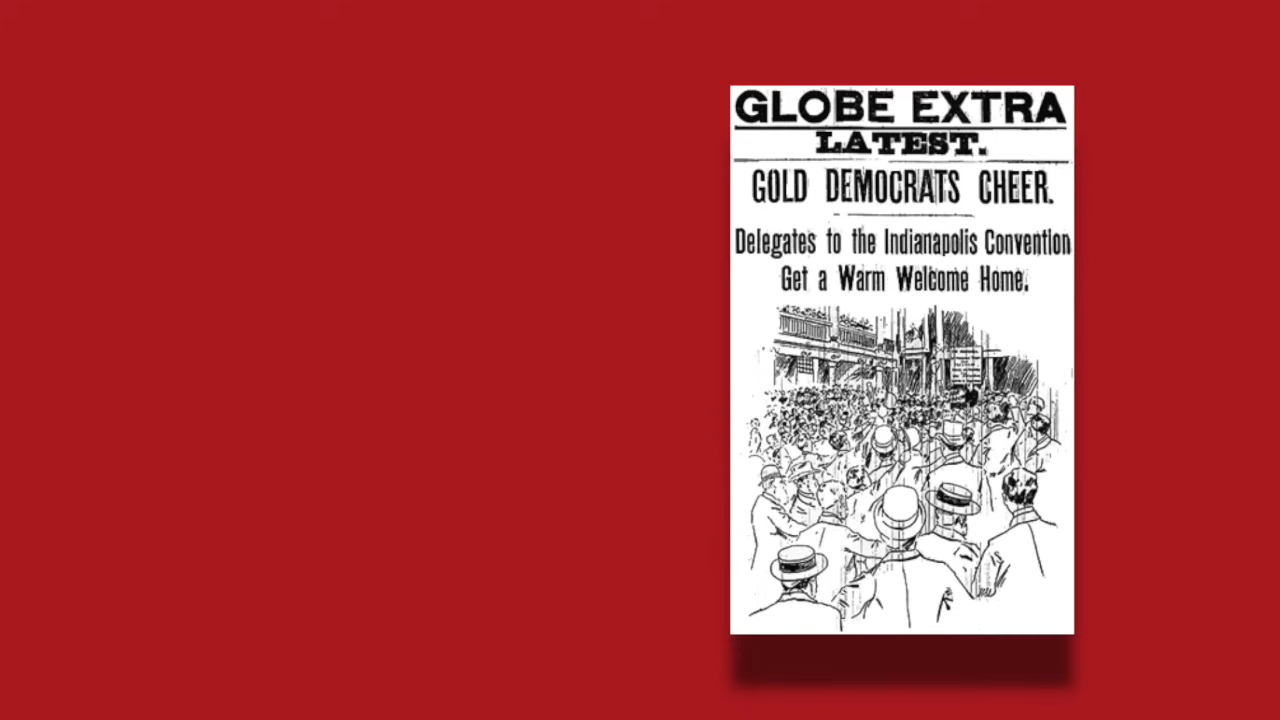 GLOBE EXTRA
LATEST.
GOLD DEMOCRATS CHEER.
Delegates to the Indianapolis Convention
Get a Warm Welcome Home.